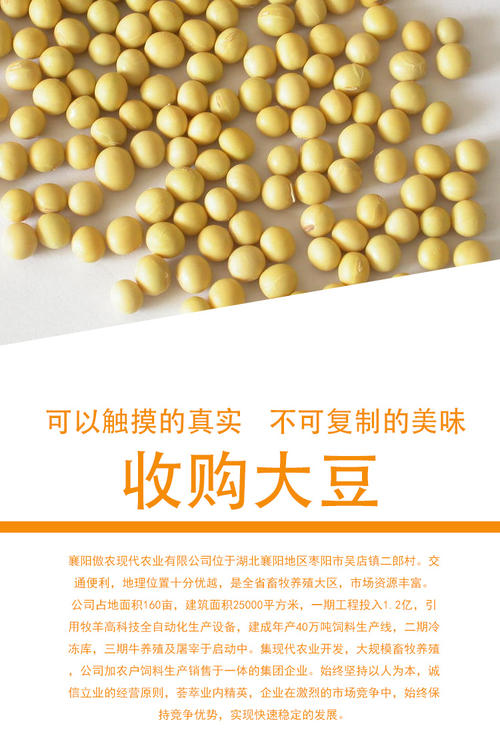 可以触摸的真实 不可复制的美味
收购大豆
襄阳傲农现代农业有限公司位于湖北襄阳地区枣阳市吴店镇二郎村。交
通便利，地理位置十分优越，是全省畜牧养殖大区，市场资源丰富。
公司占地面积160亩，建筑面积25000平方米，一期工程投入1.2亿，引
用牧羊高科技全自动化生产设备，建成年产40万吨饲料生产线，二期冷
冻库，三期牛养殖及屠宰于启动中。集现代农业开发，大规模畜牧养殖
，公司加农户饲料生产销售于一体的集团企业。始终坚持以人为本，诚
信立业的经营原则，荟萃业内精英，企业在激烈的市场竞争中，始终保
持竞争优势，实现快速稳定的发展。